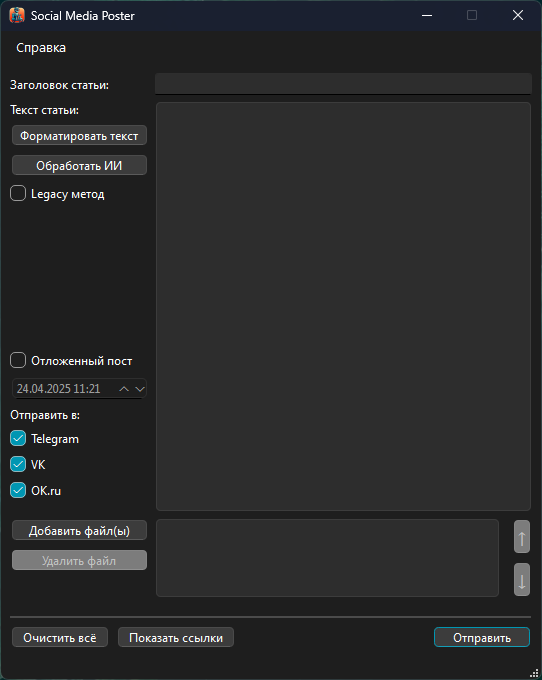 Social Media Poster
Справка
Заголовок статьи:
Текст статьи:
Форматировать текст
Обработать ИИ
Legacy метод
Отложенный пост
24.04.2025 11:21
Отправить в:
Telegram
VK
OK.ru
Добавить файл(ы)
Удалить файл
Очистить всё
Показать ссылки
Отправить